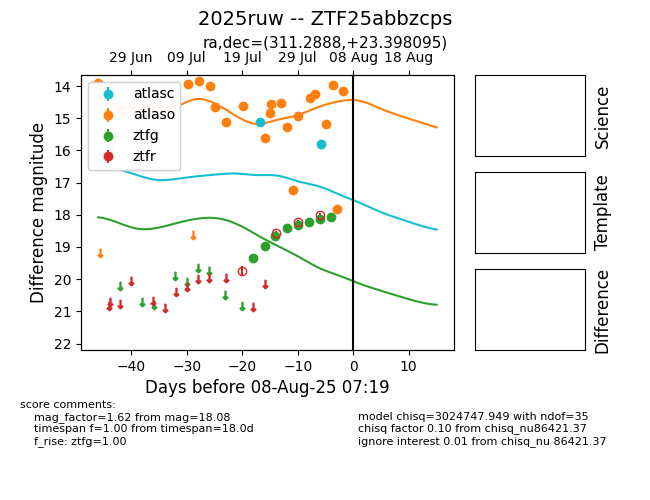 2025ruw -- ZTF25abbzcps
ra,dec=(311.2888,+23.398095)
29 Jun 09 Jul 19 Jul 29 Jul 08 Aug 18 Aug
atlasc
atlaso
ztfg
ztfr
14
15
16
17
18
19
20
21
22
Difference magnitude
−40 −30 −20 −10 0 10
Days before 08-Aug-25 07:19
Science
Template
Difference
score comments:
mag_factor=1.62 from mag=18.08
timespan f=1.00 from timespan=18.0d
f_rise: ztfg=1.00
model chisq=3024747.949 with ndof=35
chisq factor 0.10 from chisq_nu86421.37
ignore interest 0.01 from chisq_nu 86421.37